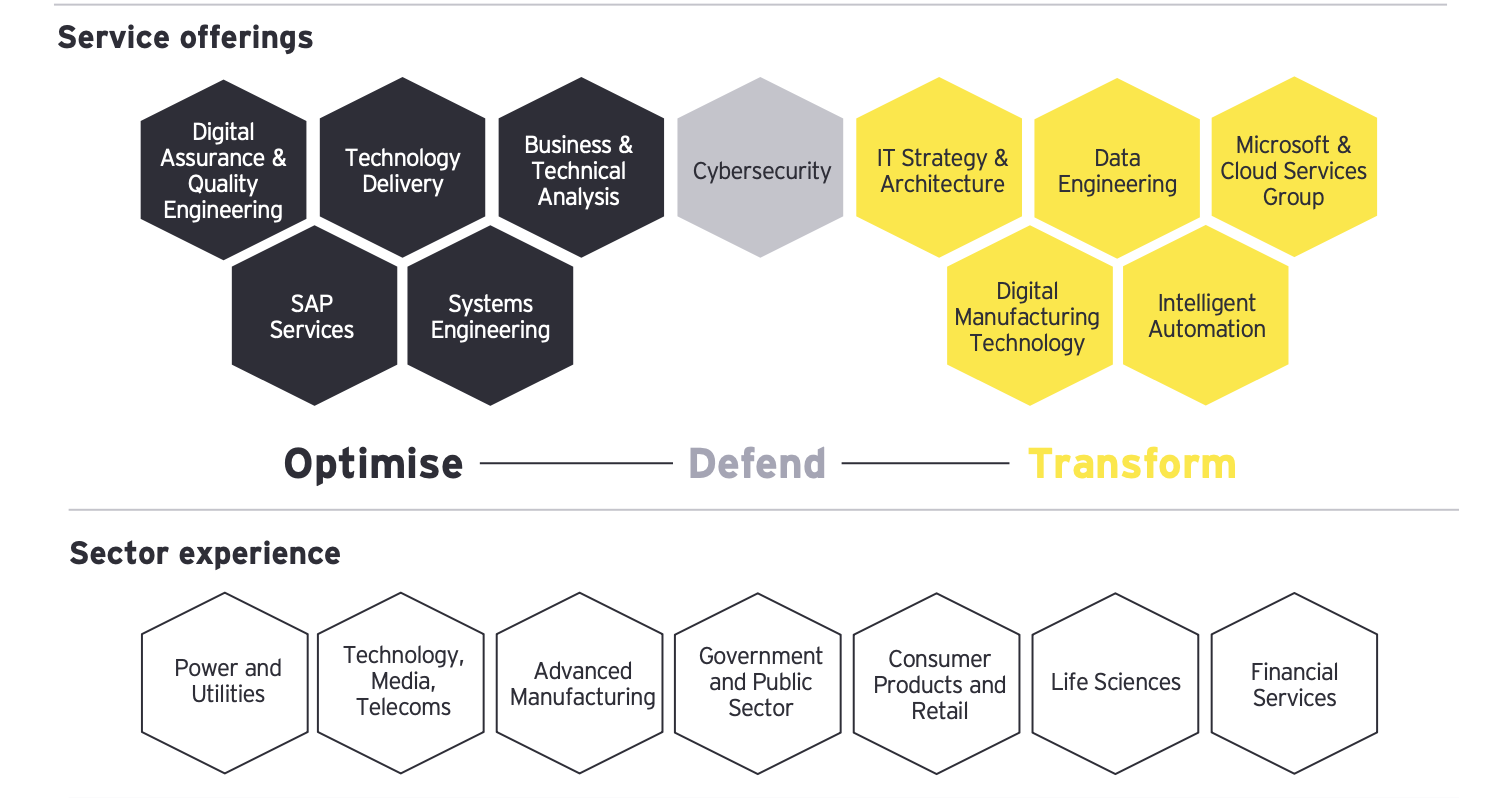 Service offerings
Digital
Assurance &
Quality
Engineering
Technology
Delivery
Business &
Technical
Analysis
Cybersecurity
IT Strategy &
Architecture
Data
Engineering
Microsoft &
Cloud Services
Group
SAP
Services
Systems
Engineering
Digital
Manufacturing
Technology
Intelligent
Automation
Optimise
Defend
Transform
Sector experience
Power and
Utilities
Technology,
Media,
Telecoms
Advanced
Manufacturing
Government
and Public
Sector
Consumer
Products and
Retail
Life Sciences
Financial
Services